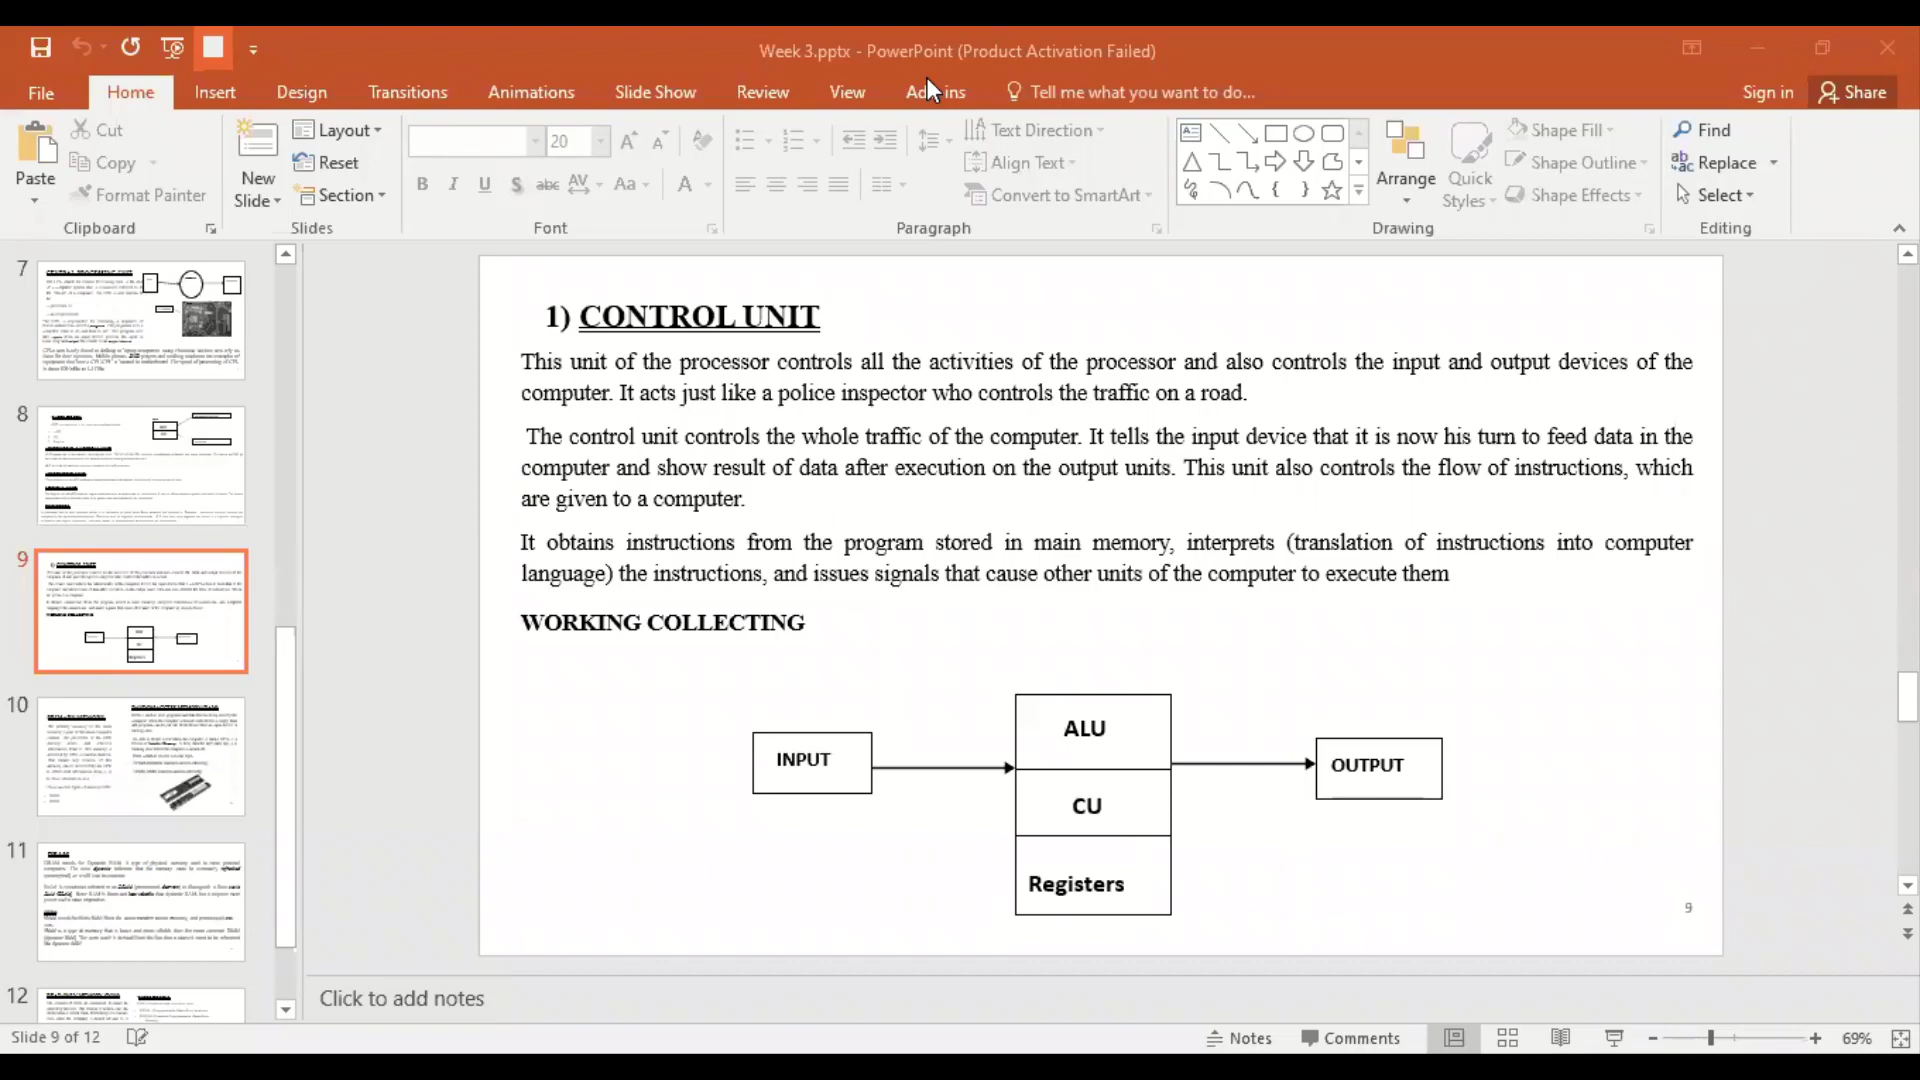 Week 3.pptx - PowerPoint (Product Activation Failed)
File Home Insert Design Transitions Animations Slide Show Review View Add-ins Tell me what you want to do... Sign in Share
Paste
Cut
Copy
Format Painter
Clipboard
New Slide
Layout
Reset
Section
Slides
20
B I U S abc AV Aa A
Font
Text Direction
Align Text
Convert to SmartArt
Paragraph
Arrange
Quick Styles
Shape Fill
Shape Outline
Shape Effects
Drawing
Find
Replace
Select
Editing
7
8
9
10
11
12
1) CONTROL UNIT
This unit of the processor controls all the activities of the processor and also controls the input and output devices of the
computer. It acts just like a police inspector who controls the traffic on a road.
The control unit controls the whole traffic of the computer. It tells the input device that it is now his turn to feed data in the
computer and show result of data after execution on the output units. This unit also controls the flow of instructions, which
are given to a computer.
It obtains instructions from the program stored in main memory, interprets (translation of instructions into computer
language) the instructions, and issues signals that cause other units of the computer to execute them
WORKING COLLECTING
INPUT
ALU
CU
Registers
OUTPUT
9
Click to add notes
Slide 9 of 12
Notes
Comments
69%